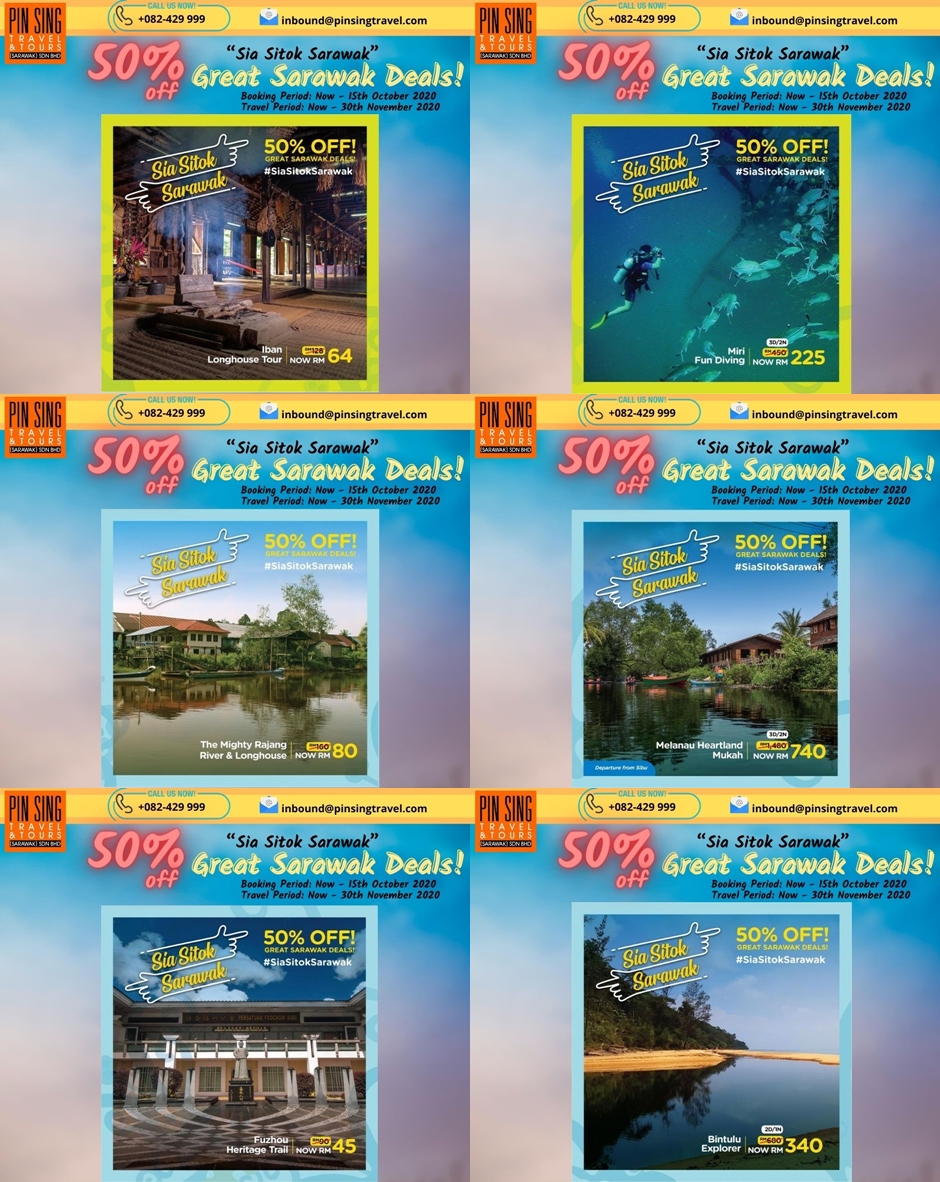 PIN SING
TRAVEL
& TOURS
(SARAWAK) SDN BHD
CALL US NOW!
+082-429 999
inbound@pinsingtravel.com
50%
off
“Sia Sitok Sarawak”
Great Sarawak Deals!
Booking Period: Now - 15th October 2020
Travel Period: Now - 30th November 2020
Sia Sitok
Sarawak
50% OFF!
GREAT SARAWAK DEALS!
#SiaSitokSarawak
Iban
Longhouse Tour
RM128
NOW RM 64
PIN SING
TRAVEL
& TOURS
(SARAWAK) SDN BHD
CALL US NOW!
+082-429 999
inbound@pinsingtravel.com
50%
off
“Sia Sitok Sarawak”
Great Sarawak Deals!
Booking Period: Now - 15th October 2020
Travel Period: Now - 30th November 2020
Sia Sitok
Sarawak
50% OFF!
GREAT SARAWAK DEALS!
#SiaSitokSarawak
Miri
Fun Diving
3D/2N
RM450
NOW RM 225
PIN SING
TRAVEL
& TOURS
(SARAWAK) SDN BHD
CALL US NOW!
+082-429 999
inbound@pinsingtravel.com
50%
off
“Sia Sitok Sarawak”
Great Sarawak Deals!
Booking Period: Now - 15th October 2020
Travel Period: Now - 30th November 2020
Sia Sitok
Sarawak
50% OFF!
GREAT SARAWAK DEALS!
#SiaSitokSarawak
The Mighty Rajang
River & Longhouse
RM160
NOW RM 80
PIN SING
TRAVEL
& TOURS
(SARAWAK) SDN BHD
CALL US NOW!
+082-429 999
inbound@pinsingtravel.com
50%
off
“Sia Sitok Sarawak”
Great Sarawak Deals!
Booking Period: Now - 15th October 2020
Travel Period: Now - 30th November 2020
Sia Sitok
Sarawak
50% OFF!
GREAT SARAWAK DEALS!
#SiaSitokSarawak
Melanau Heartland
Mukah
3D/2N
RM1,480
NOW RM 740
Departure from Sibu
PIN SING
TRAVEL
& TOURS
(SARAWAK) SDN BHD
CALL US NOW!
+082-429 999
inbound@pinsingtravel.com
50%
off
“Sia Sitok Sarawak”
Great Sarawak Deals!
Booking Period: Now - 15th October 2020
Travel Period: Now - 30th November 2020
Sia Sitok
Sarawak
50% OFF!
GREAT SARAWAK DEALS!
#SiaSitokSarawak
PERSATUAN TEOCHEW SIBU
Fuzhou
Heritage Trail
RM90
NOW RM 45
PIN SING
TRAVEL
& TOURS
(SARAWAK) SDN BHD
CALL US NOW!
+082-429 999
inbound@pinsingtravel.com
50%
off
“Sia Sitok Sarawak”
Great Sarawak Deals!
Booking Period: Now - 15th October 2020
Travel Period: Now - 30th November 2020
Sia Sitok
Sarawak
50% OFF!
GREAT SARAWAK DEALS!
#SiaSitokSarawak
Bintulu
Explorer
2D/1N
RM680
NOW RM 340